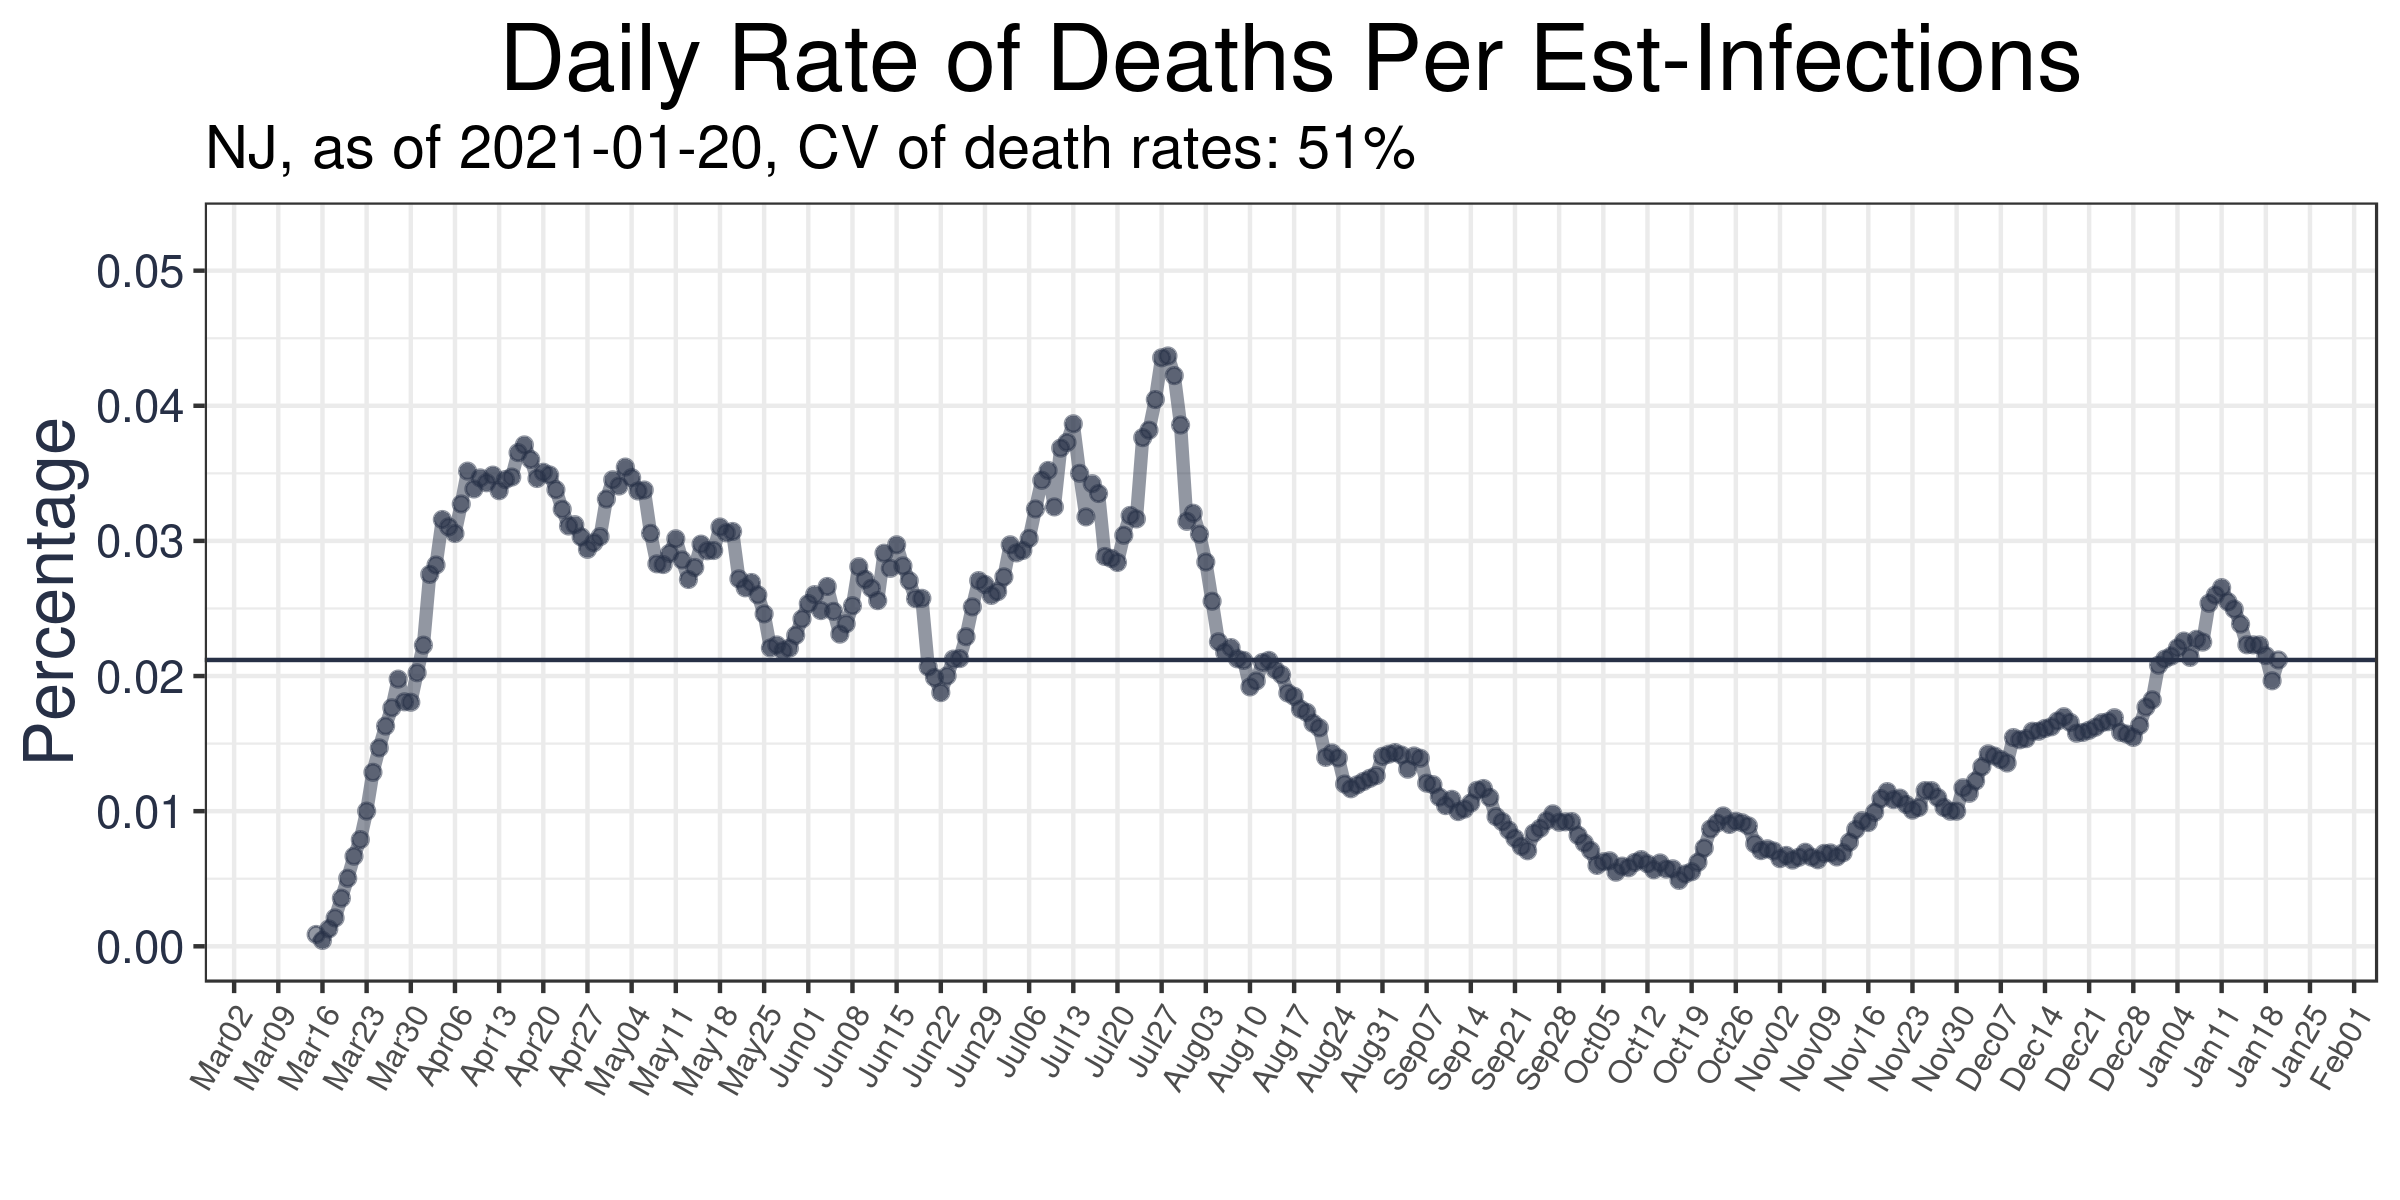 Daily Rate of Deaths Per Est-Infections
NJ, as of 2021-01-20, CV of death rates: 51%
Percentage
0.05
0.04
0.03
0.02
0.01
0.00
Mar02
Mar09
Mar16
Mar23
Mar30
Apr06
Apr13
Apr20
Apr27
May04
May11
May18
May25
Jun01
Jun08
Jun15
Jun22
Jun29
Jul06
Jul13
Jul20
Jul27
Aug03
Aug10
Aug17
Aug24
Aug31
Sep07
Sep14
Sep21
Sep28
Oct05
Oct12
Oct19
Oct26
Nov02
Nov09
Nov16
Nov23
Nov30
Dec07
Dec14
Dec21
Dec28
Jan04
Jan11
Jan18
Jan25
Feb01